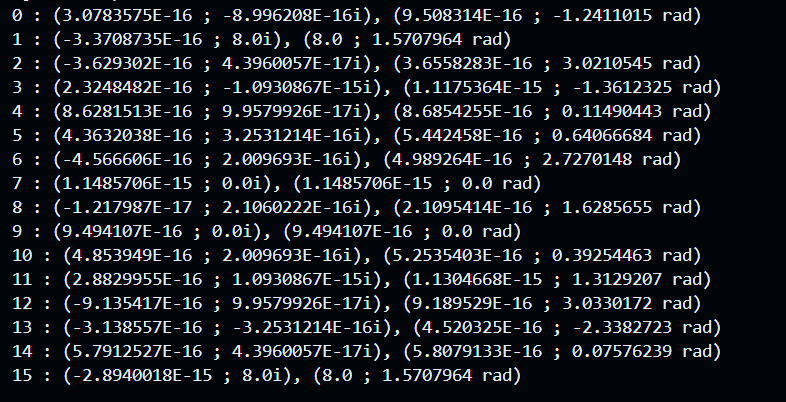 0 : (3.0783575E-16 ; -8.996208E-16i), (9.508314E-16 ; -1.2411015 rad)
1 : (-3.3708735E-16 ; 8.0i), (8.0 ; 1.5707964 rad)
2 : (-3.629302E-16 ; 4.3960057E-17i), (3.6558283E-16 ; 3.0210545 rad)
3 : (2.3248482E-16 ; -1.0930867E-15i), (1.1175364E-15 ; -1.3612325 rad)
4 : (8.6281513E-16 ; 9.9579926E-17i), (8.6854255E-16 ; 0.11490443 rad)
5 : (4.3632038E-16 ; 3.2531214E-16i), (5.442458E-16 ; 0.64066684 rad)
6 : (-4.566606E-16 ; 2.009693E-16i), (4.989264E-16 ; 2.7270148 rad)
7 : (1.1485706E-15 ; 0.0i), (1.1485706E-15 ; 0.0 rad)
8 : (-1.217987E-17 ; 2.1060222E-16i), (2.1095414E-16 ; 1.6285655 rad)
9 : (9.494107E-16 ; 0.0i), (9.494107E-16 ; 0.0 rad)
10 : (4.853949E-16 ; 2.009693E-16i), (5.2535403E-16 ; 0.39254463 rad)
11 : (2.8829955E-16 ; 1.0930867E-15i), (1.1304668E-15 ; 1.3129207 rad)
12 : (-9.135417E-16 ; 9.9579926E-17i), (9.189529E-16 ; 3.0330172 rad)
13 : (-3.138557E-16 ; -3.2531214E-16i), (4.520325E-16 ; -2.3382723 rad)
14 : (5.7912527E-16 ; 4.3960057E-17i), (5.8079133E-16 ; 0.07576239 rad)
15 : (-2.8940018E-15 ; 8.0i), (8.0 ; 1.5707964 rad)